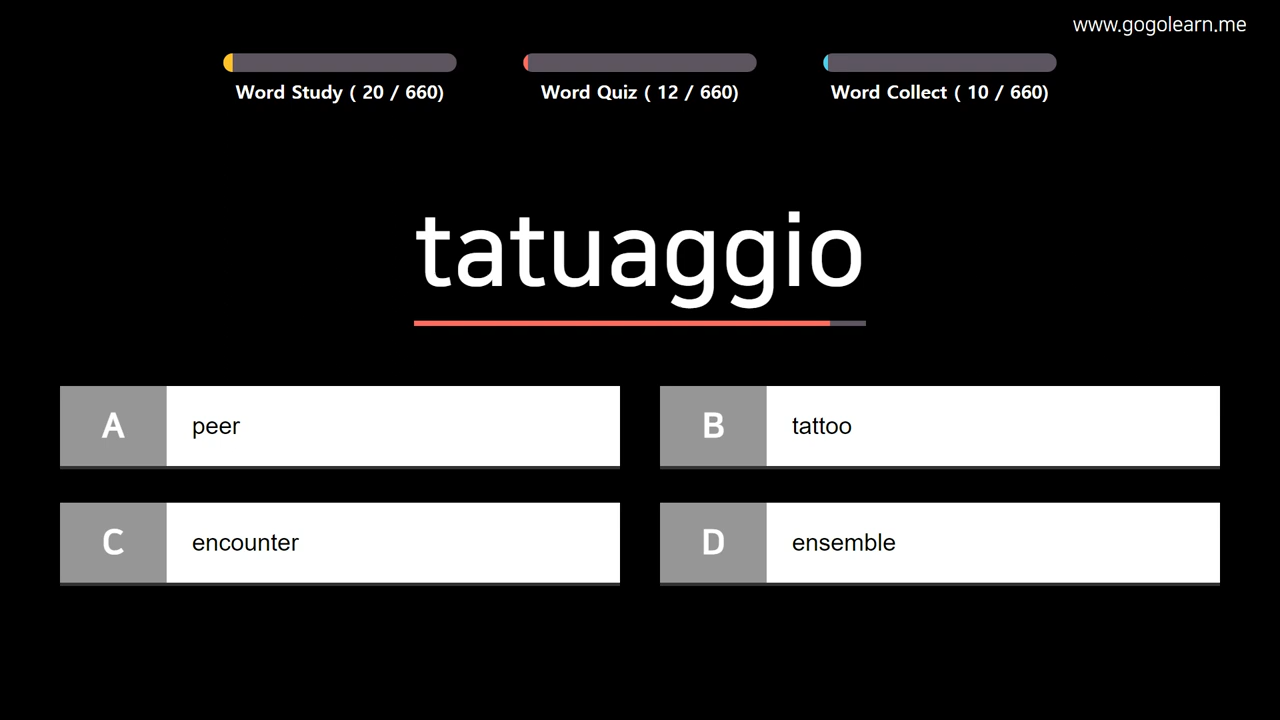 www.gogolearn.me
Word Study ( 20 / 660)
Word Quiz ( 12 / 660)
Word Collect ( 10 / 660)
tatuaggio
A peer
B tattoo
C encounter
D ensemble